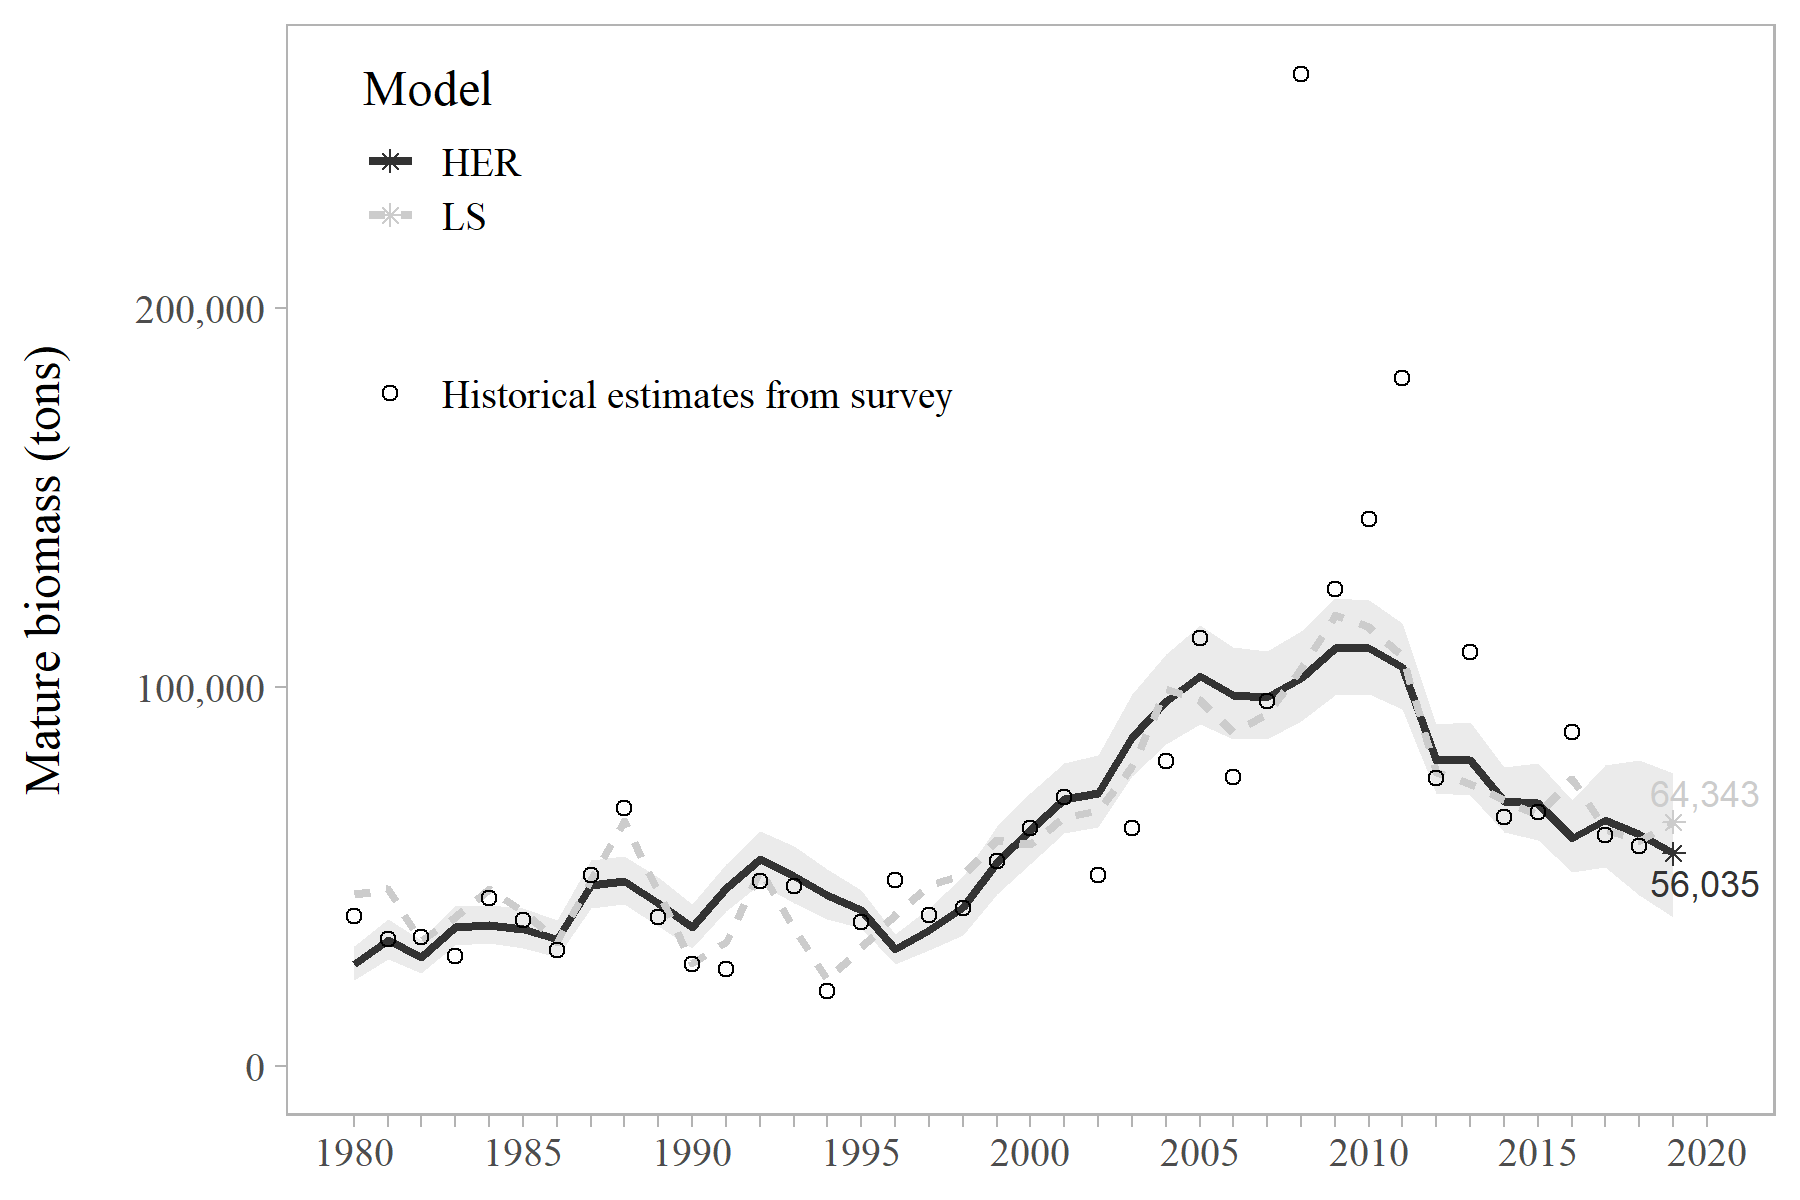 Model
HER
LS
Historical estimates from survey
Mature biomass (tons)
200,000
100,000
0
64,343
56,035
1980 1985 1990 1995 2000 2005 2010 2015 2020